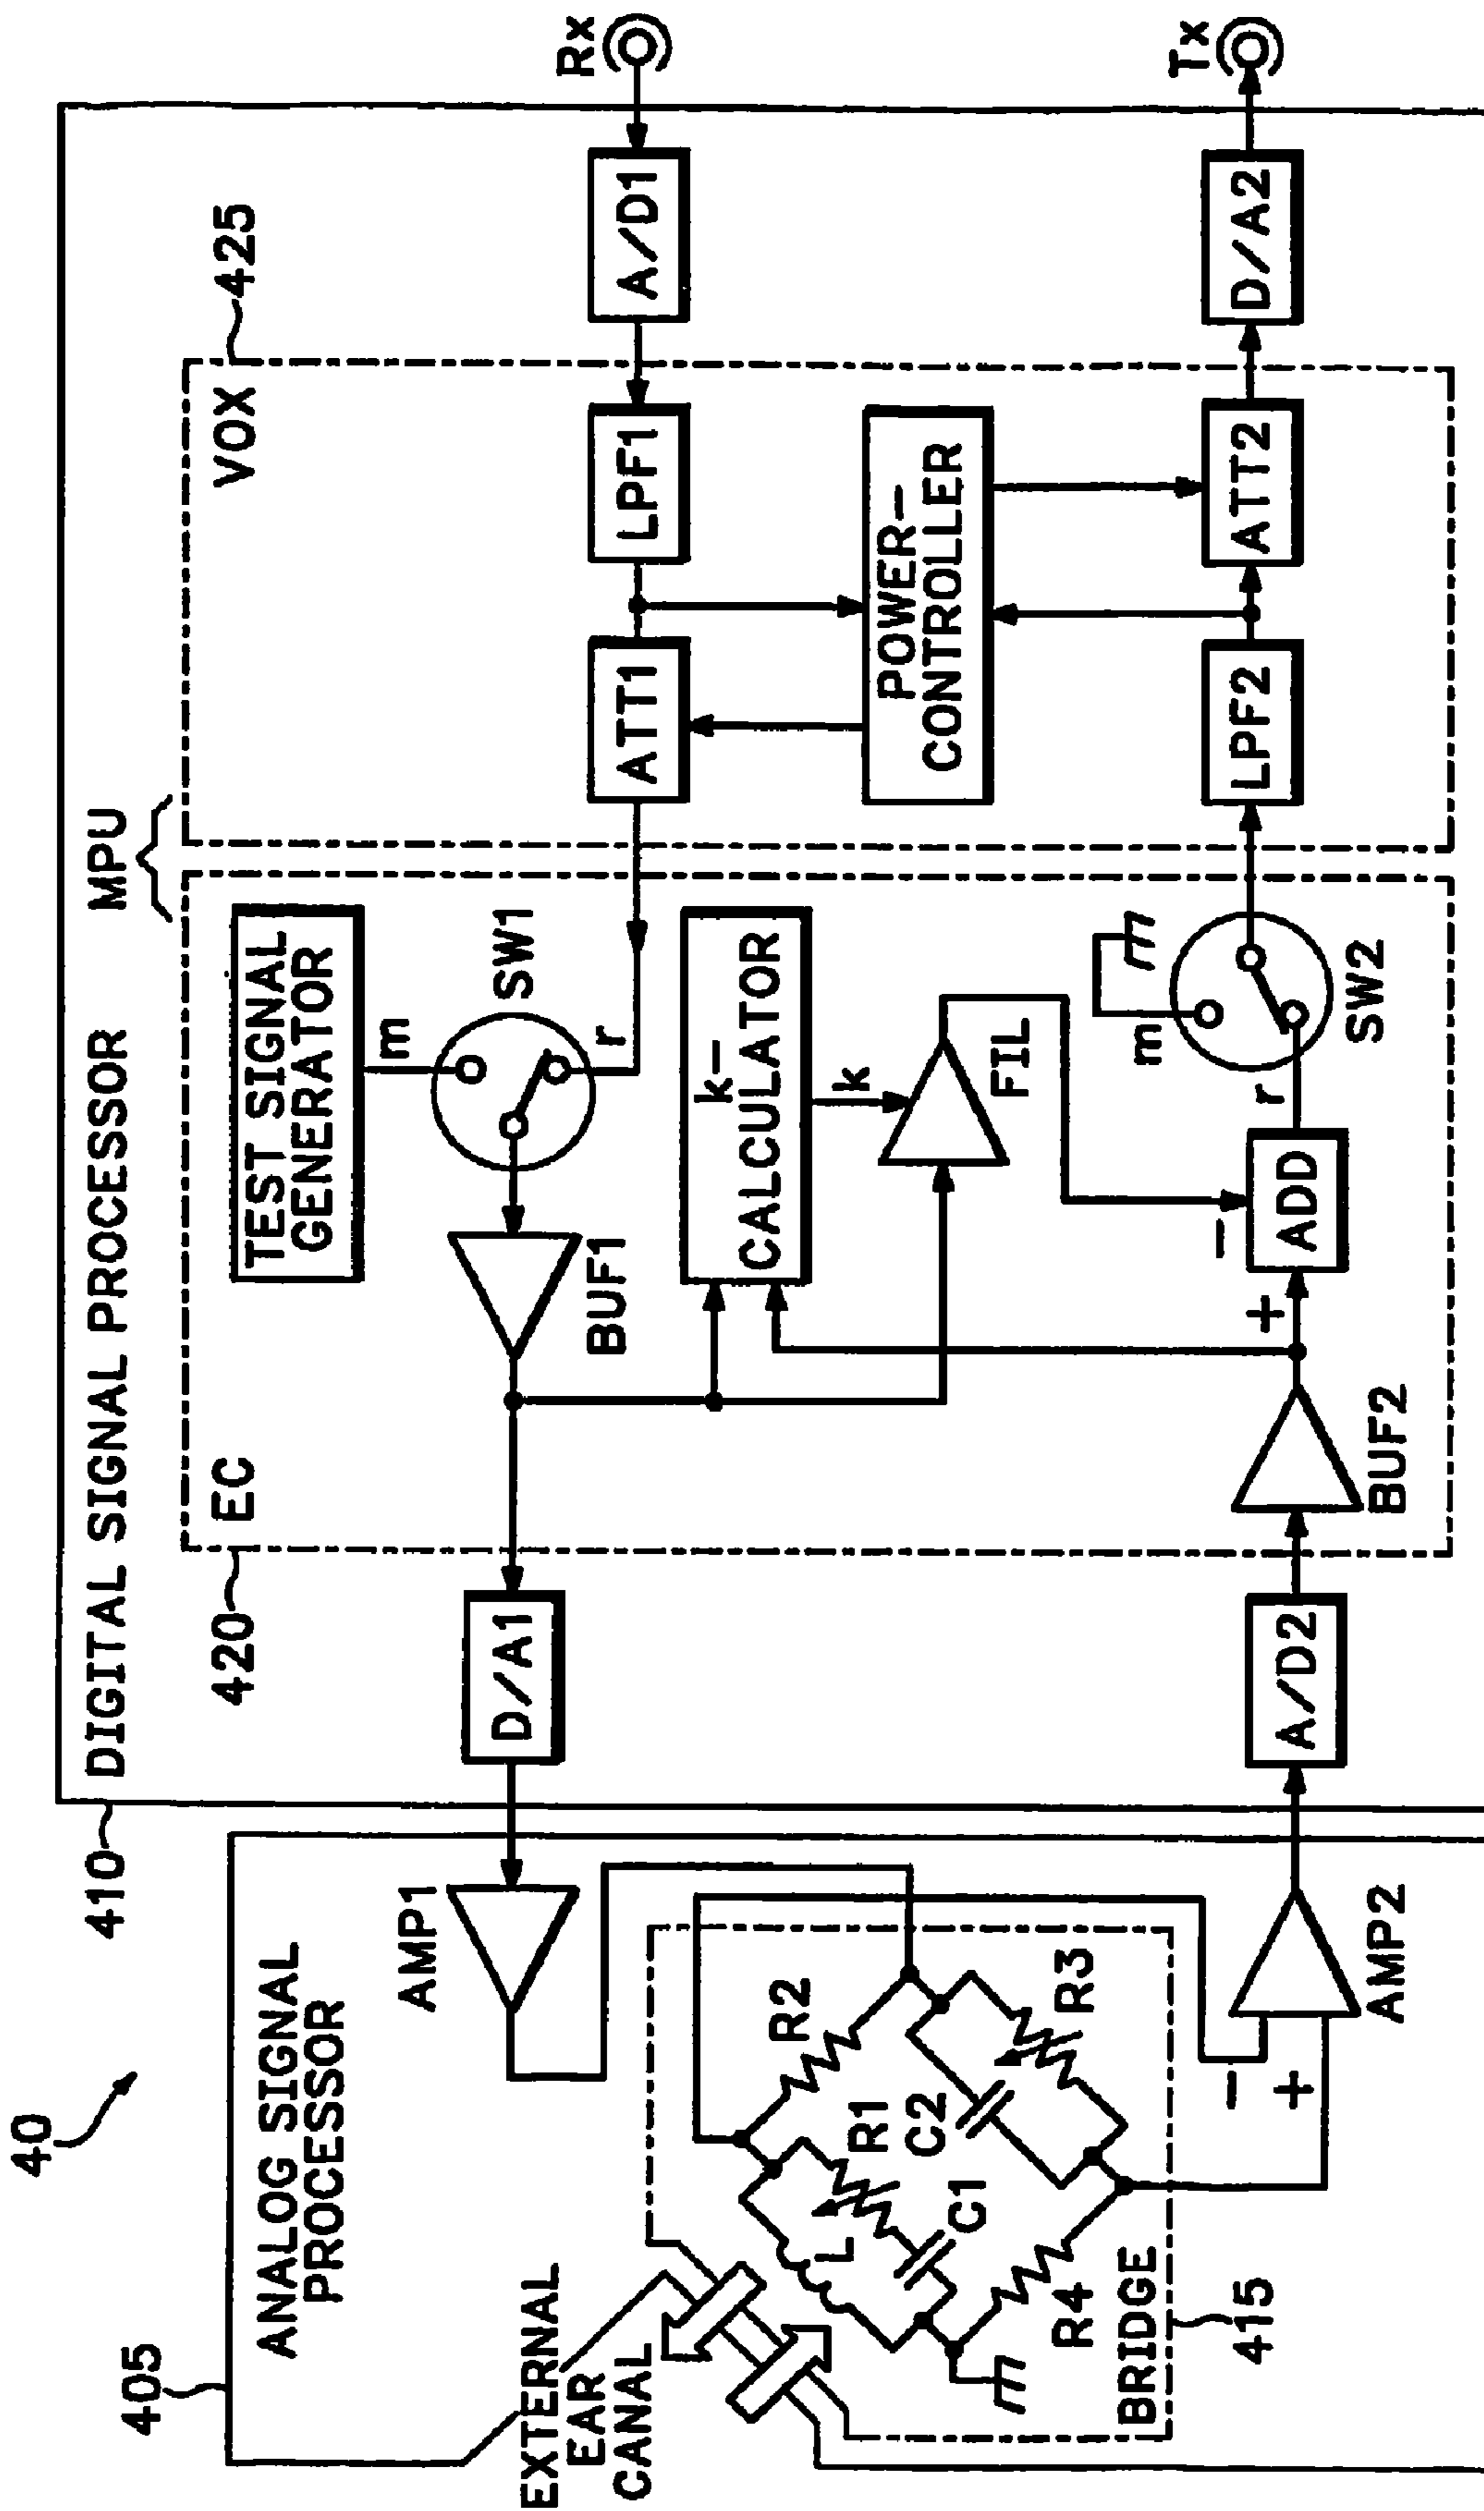 40
405
ANALOG SIGNAL
PROCESSOR
410
DIGITAL SIGNAL PROCESSOR
MPU
420
EC
VOX
425
TEST SIGNAL
GENERATOR
m
SW1
r
AMP1
D/A1
BUF1
ATT1
LPF1
A/D1
Rx
EXTERNAL
EAR
CANAL
R2
R1
L
C1
C2
R3
R4
BRIDGE
415
k-
CALCULATOR
k
FIL
POWER-
CONTROLLER
-
+
AMP2
A/D2
BUF2
+
-
ADD
r
m
SW2
LPF2
ATT2
D/A2
Tx